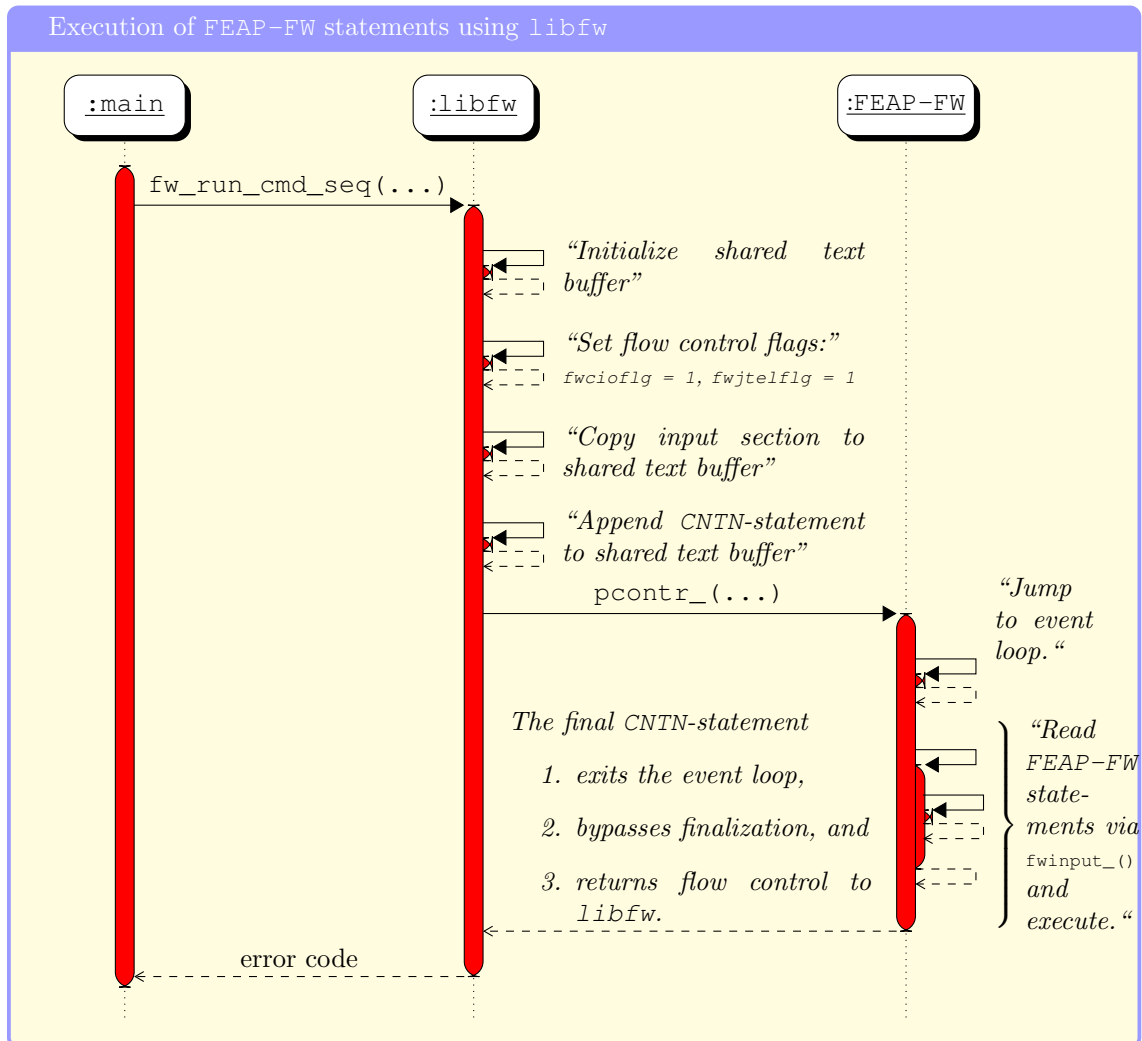 Execution of FEAP-FW statements using libfw
:main
:libfw
:FEAP-FW
fw_run_cmd_seq(...)
“Initialize shared text
buffer”
“Set flow control flags:”
fwcioflg = 1, fwjtelflg = 1
“Copy input section to
shared text buffer”
“Append CNTN-statement
to shared text buffer”
pcontr_(...)
“Jump
to event
loop.“
The final CNTN-statement
1. exits the event loop,
2. bypasses finalization, and
3. returns flow control to
libfw.
“Read
FEAP-FW
state-
ments via
fwinput_()
and
execute.“
error code